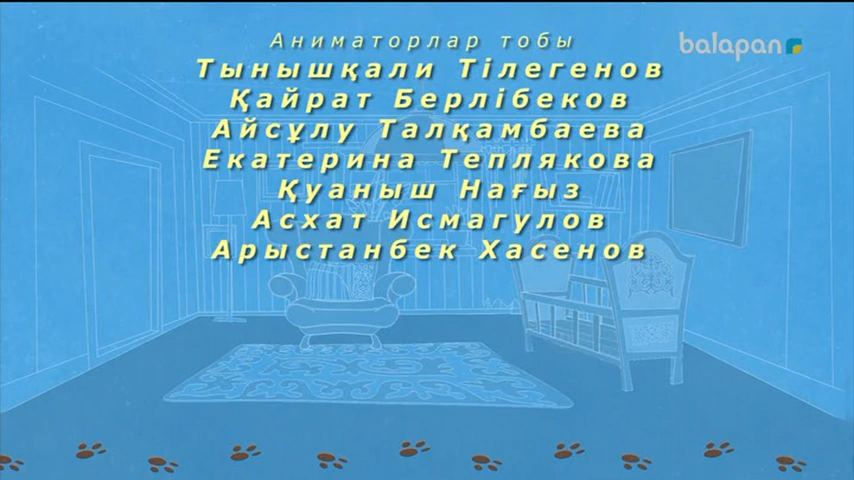 Аниматорлар тобы
balapan
Тынышқали Тілегенов
Қайрат Берлібеков
Айсұлу Талқамбаева
Екатерина Теплякова
Қуаныш Нағыз
Асхат Исмагулов
Арыстанбек Хасенов